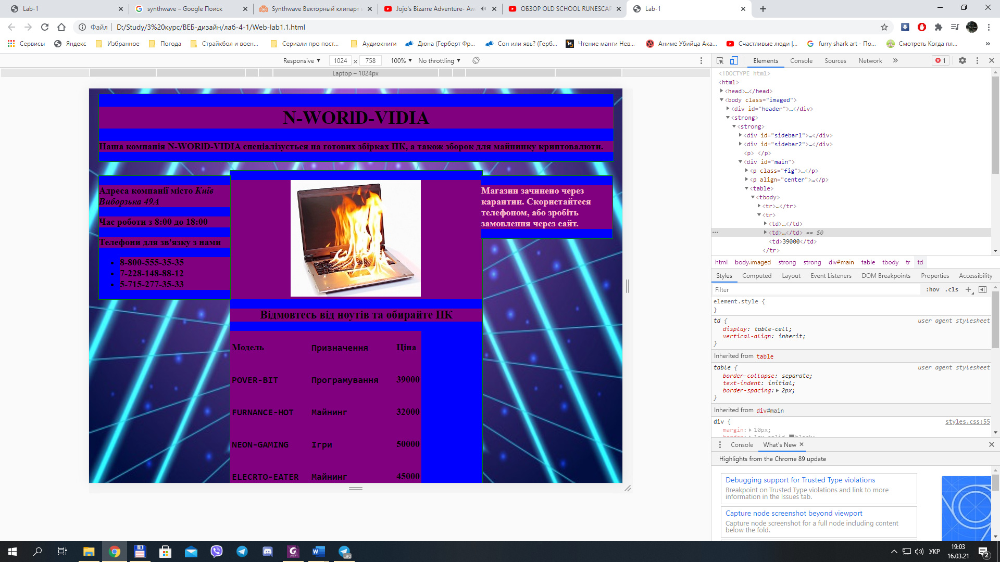 Lab-1
synthwave – Google Поиск
Synthwave Векторный клипарт
Jojo's Bizarre Adventure- Aw
ОБЗОР OLD SCHOOL RUNESCAP
Lab-1
Файл
D:/Study/3%20курс/ВЕБ-дизайн/лаб-4-1/Web-lab1.1.html
Сервисы
Яндекс
Избранное
Погода
Страйкбол и воен...
Сериали про пост...
Аудиокниги
Дюна (Герберт Фр...
Сон или явь? (Герб...
Чтение манги Нев...
Аниме Убийца Ака...
Счастливые люди |...
furry shark art - По...
Смотреть Когда пл...
»
Responsive ▼ 1024 × 758 100% ▼ No throttling ▼
Laptop – 1024px
N-WORlD-VIDIA
Наша компанія N-WORlD-VIDIA спеціалізується на готових збірках ПК, а також зборок для майнинку криптовалюти.
Адреса компанії місто Київ
Виборзька 49А
Час роботи з 8:00 до 18:00
Телефони для зв'язку з нами
8-800-555-35-35
7-228-148-88-12
5-715-277-35-33
Магазин зачинено через
карантин. Скористайтеся
телефоном, або зробіть
замовлення через сайт.
Відмовтесь від ноутів та обирайте ПК
Модель Призначення Ціна
POVER-BIT Програмування 39000
FURNANCE-HOT Майнинг 32000
NEON-GAMING Ігри 50000
ELECRTO-EATER Майнинг 45000
Elements Console Sources Network » 1
<!DOCTYPE html>
<html>
<head>…</head>
<body class="imaged">
<div id="header">…</div>
<strong>
<strong>
<div id="sidebar1">…</div>
<div id="sidebar2">…</div>
<p> </p>
<div id="main">
<p class="fig">…</p>
<p align="center">…</p>
<table>
<tbody>
<tr>…</tr>
<tr>
<td>…</td>
<td>…</td> == $0
<td>39000</td>
</tr>
html body.imaged strong strong div#main table tbody tr td
Styles Computed Layout Event Listeners DOM Breakpoints Properties Accessibility
Filter :hov .cls +
element.style {
}
td { user agent stylesheet
display: table-cell;
vertical-align: inherit;
}
Inherited from table
table { user agent stylesheet
border-collapse: separate;
text-indent: initial;
border-spacing: 2px;
}
Inherited from div#main
div { styles.css:55
margin: 10px;
border: 1px solid black;
Console What's New
Highlights from the Chrome 89 update
Debugging support for Trusted Type violations
Breakpoint on Trusted Type violations and link to more
information in the Issues tab.
Capture node screenshot beyond viewport
Capture node screenshot for a full node including content
below the fold.
PDF
.90
УКР
19:03
16.03.21
2